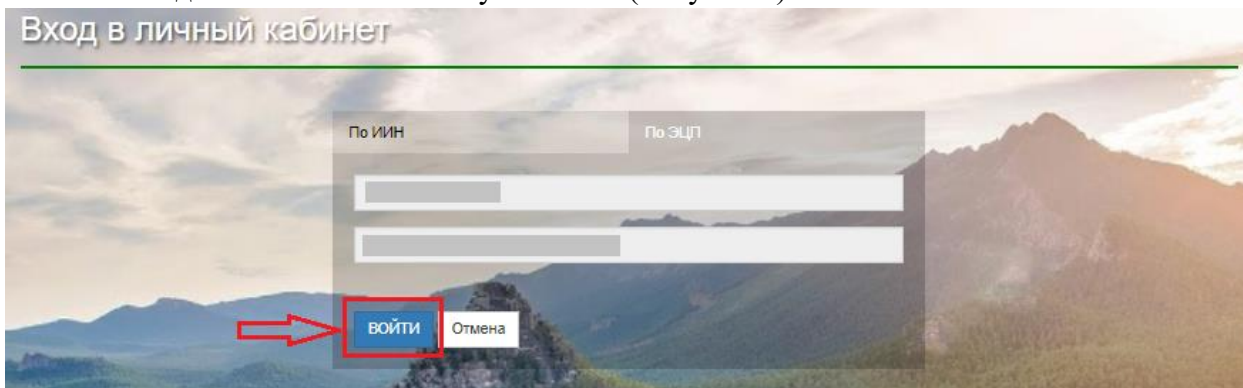 Вход в личный кабинет
По ИИН
По ЭЦП
ВОЙТИ
Отмена